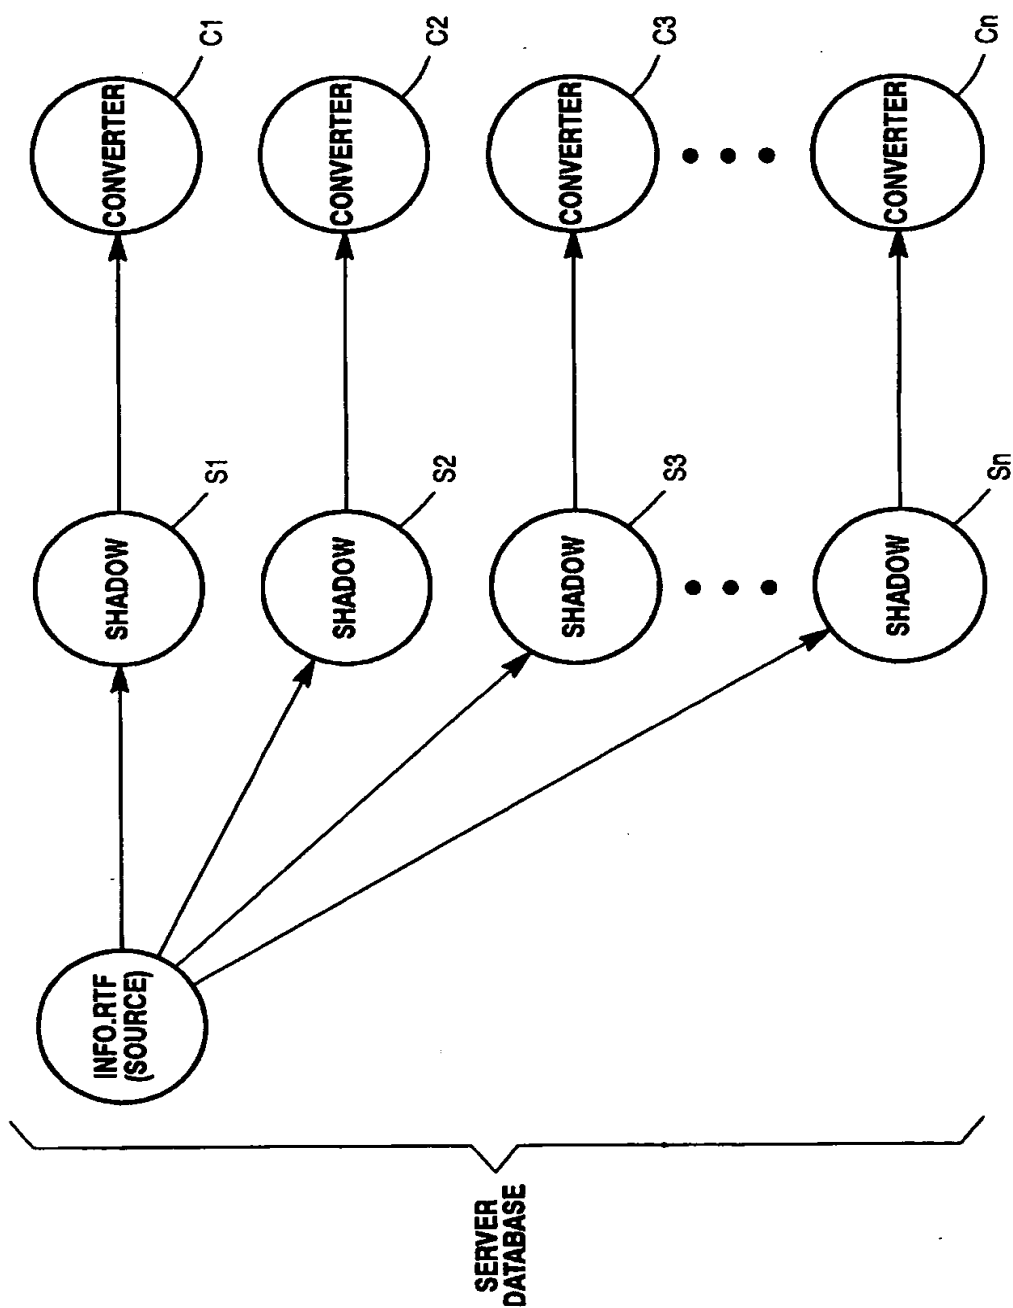 SERVER
DATABASE
INFO.RTF
(SOURCE)
SHADOW
S1
SHADOW
S2
SHADOW
S3
SHADOW
Sn
CONVERTER
C1
CONVERTER
C2
CONVERTER
C3
CONVERTER
Cn